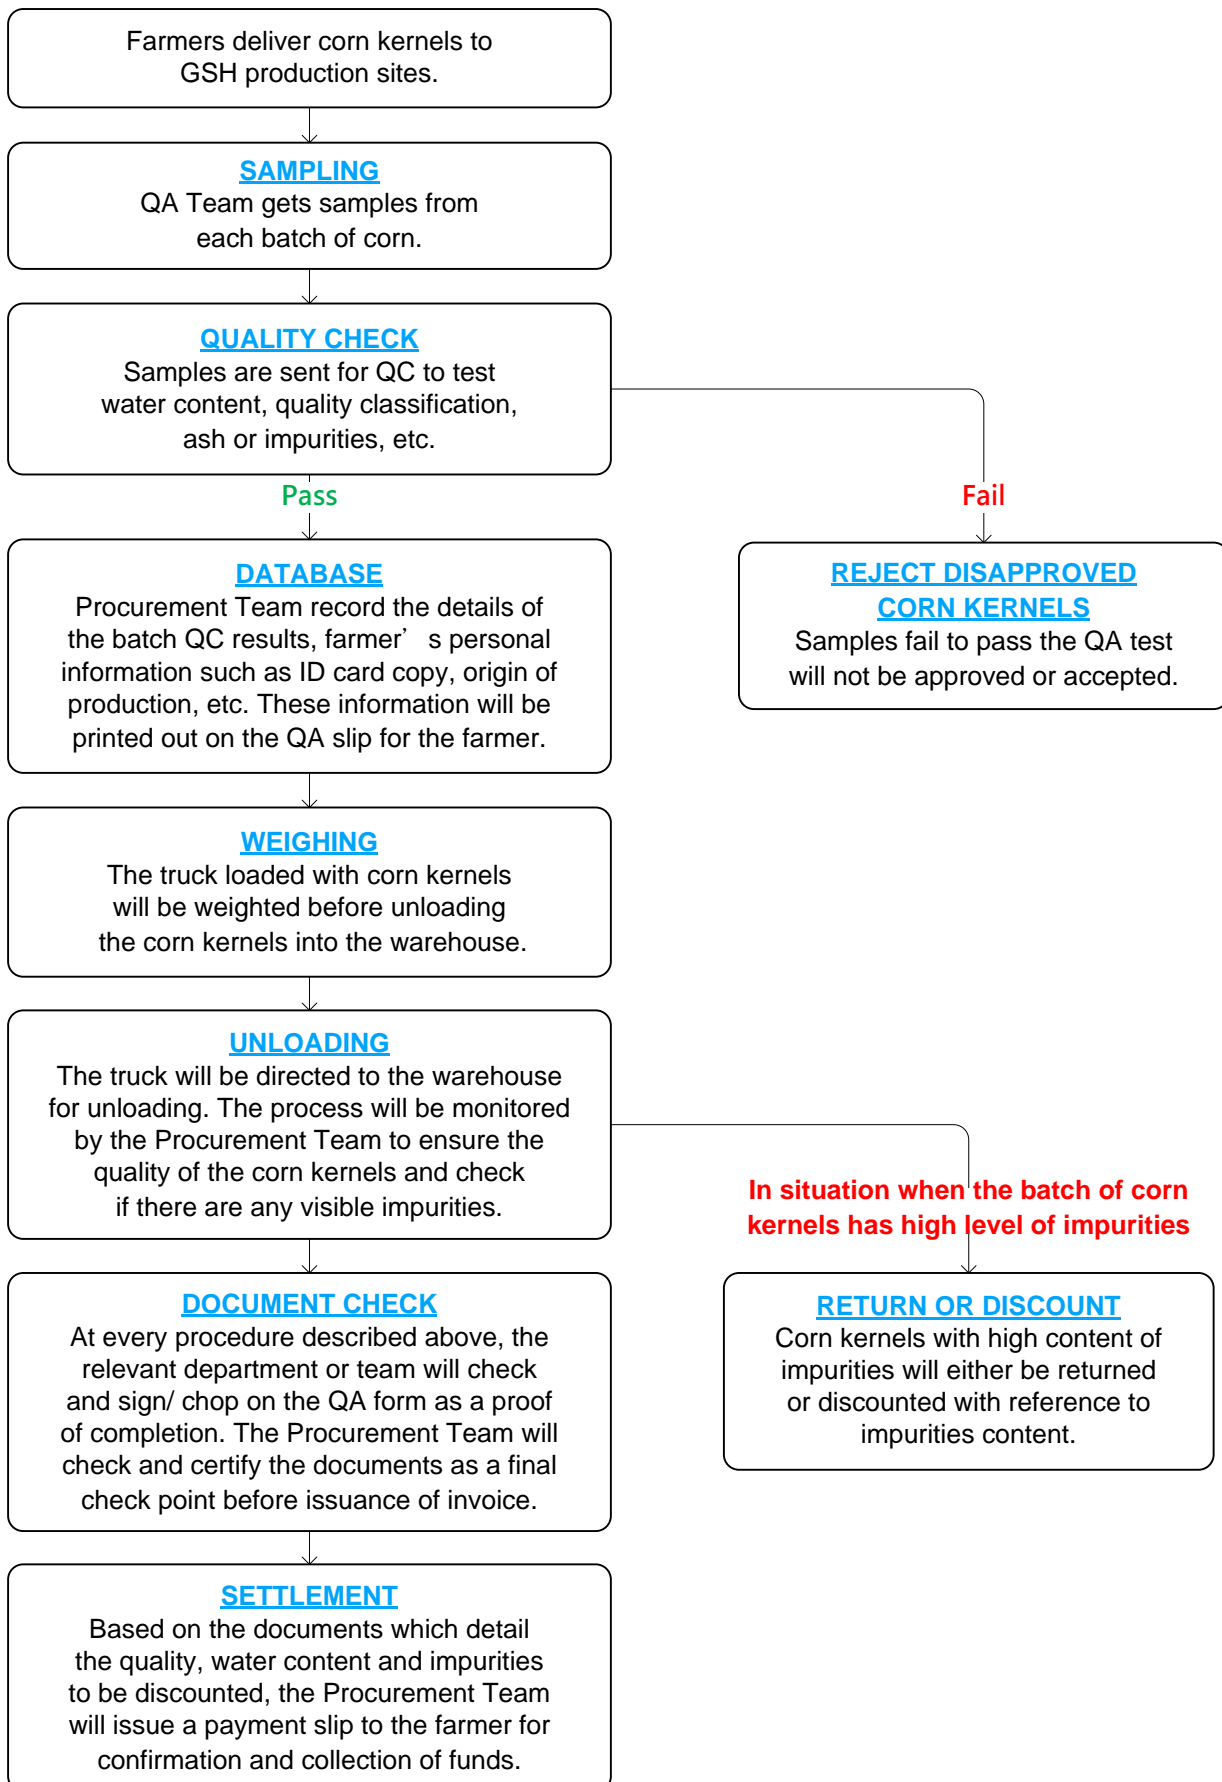 Farmers deliver corn kernels to
GSH production sites.
SAMPLING
QA Team gets samples from
each batch of corn.
QUALITY CHECK
Samples are sent for QC to test
water content, quality classification,
ash or impurities, etc.
Pass
Fail
DATABASE
Procurement Team record the details of
the batch QC results, farmer’ s personal
information such as ID card copy, origin of
production, etc. These information will be
printed out on the QA slip for the farmer.
REJECT DISAPPROVED
CORN KERNELS
Samples fail to pass the QA test
will not be approved or accepted.
WEIGHING
The truck loaded with corn kernels
will be weighted before unloading
the corn kernels into the warehouse.
UNLOADING
The truck will be directed to the warehouse
for unloading. The process will be monitored
by the Procurement Team to ensure the
quality of the corn kernels and check
if there are any visible impurities.
In situation when the batch of corn
kernels has high level of impurities
DOCUMENT CHECK
At every procedure described above, the
relevant department or team will check
and sign/ chop on the QA form as a proof
of completion. The Procurement Team will
check and certify the documents as a final
check point before issuance of invoice.
RETURN OR DISCOUNT
Corn kernels with high content of
impurities will either be returned
or discounted with reference to
impurities content.
SETTLEMENT
Based on the documents which detail
the quality, water content and impurities
to be discounted, the Procurement Team
will issue a payment slip to the farmer for
confirmation and collection of funds.